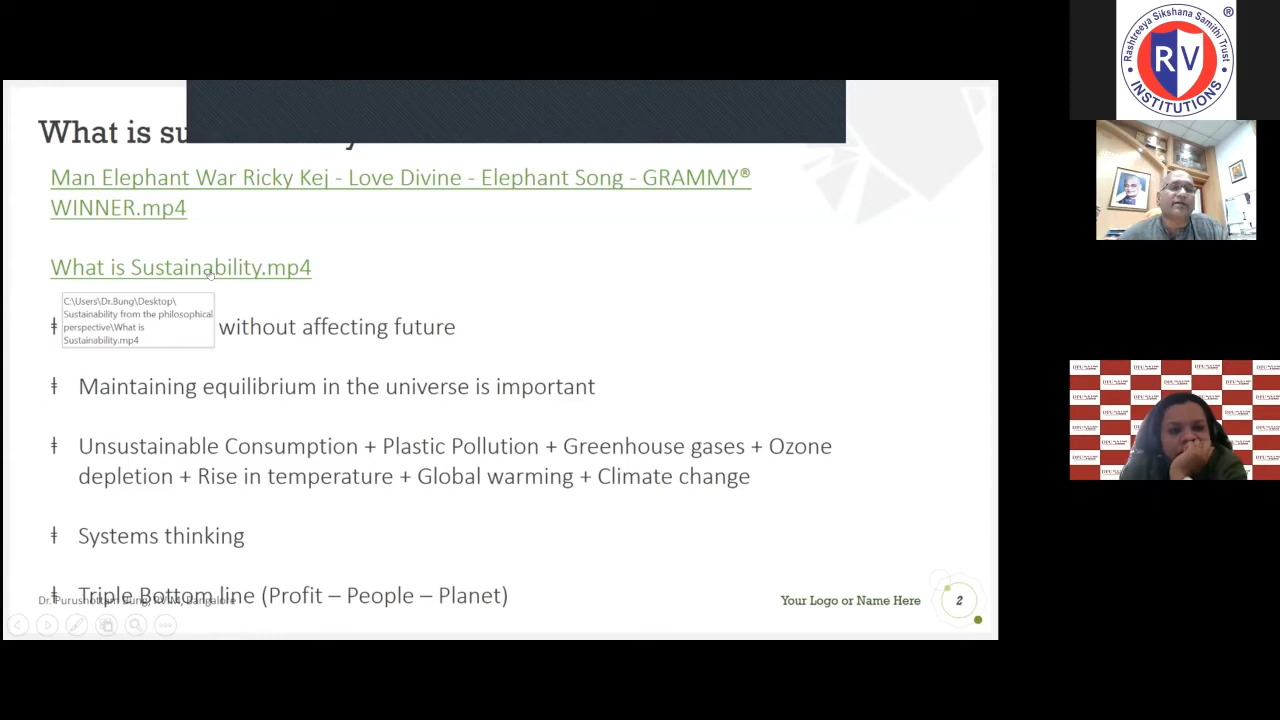 What is su
Man Elephant War Ricky Kej - Love Divine - Elephant Song - GRAMMY®
WINNER.mp4
What is Sustainability.mp4
C:\Users\Dr.Bung\Desktop\
Sustainability from the philosophical
perspective\What is
Sustainability.mp4
without affecting future
Maintaining equilibrium in the universe is important
Unsustainable Consumption + Plastic Pollution + Greenhouse gases + Ozone
depletion + Rise in temperature + Global warming + Climate change
Systems thinking
Triple Bottom line (Profit – People – Planet)
Dr. Purushottam Bung, RVIM, Bangalore
Your Logo or Name Here
2
Rashtreeya Sikshana Samithi Trust
®
RV
INSTITUTIONS